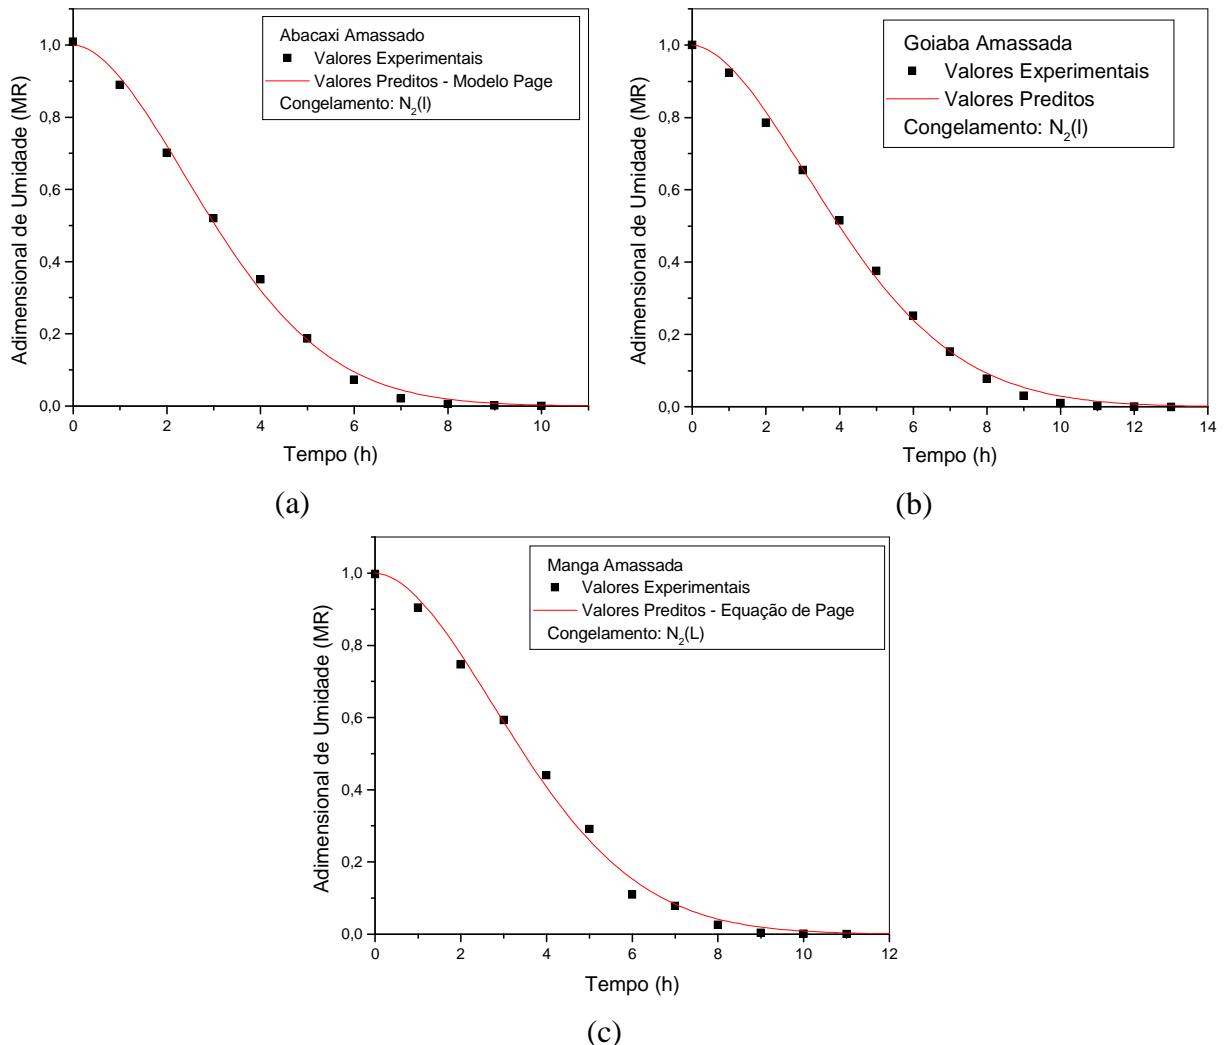 Abacaxi Amassado
Valores Experimentais
Valores Preditos - Modelo Page
Congelamento: N2(l)
1,0
0,8
0,6
0,4
0,2
0,0
Adimensional de Umidade (MR)
0 2 4 6 8 10
Tempo (h)
(a)
Goiaba Amassada
Valores Experimentais
Valores Preditos
Congelamento: N2(l)
1,0
0,8
0,6
0,4
0,2
0,0
Adimensional de Umidade (MR)
0 2 4 6 8 10 12 14
Tempo (h)
(b)
Manga Amassada
Valores Experimentais
Valores Preditos - Equação de Page
Congelamento: N2(L)
1,0
0,8
0,6
0,4
0,2
0,0
Adimensional de Umidade (MR)
0 2 4 6 8 10 12
Tempo (h)
(c)